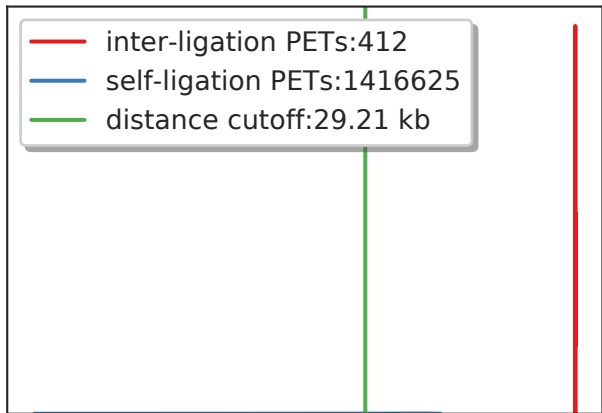 inter-ligation PETs:412
self-ligation PETs:1416625
distance cutoff:29.21 kb